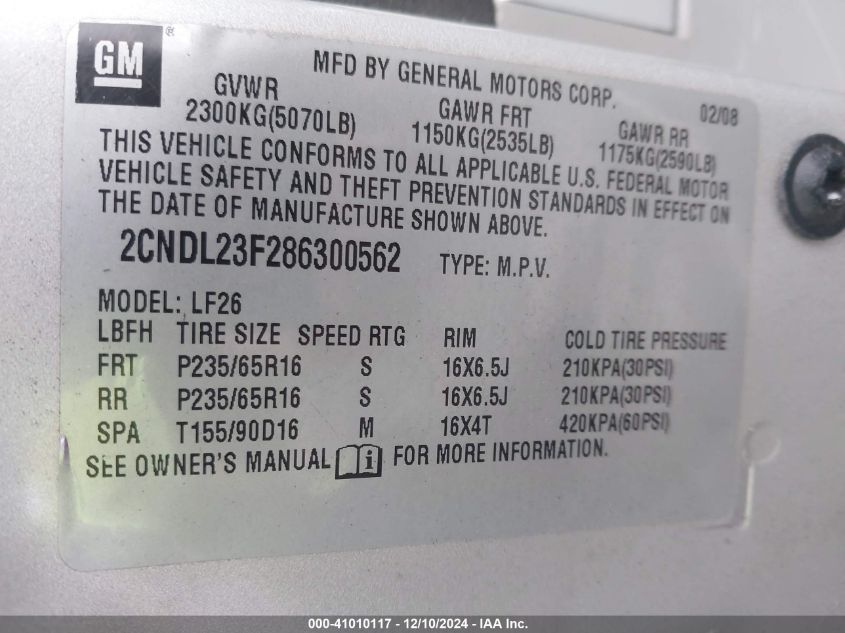 GM®
MFD BY GENERAL MOTORS CORP.
02/08
GVWR GAWR FRT GAWR RR
2300KG(5070LB) 1150KG(2535LB) 1175KG(2590LB)
THIS VEHICLE CONFORMS TO ALL APPLICABLE U.S. FEDERAL MOTOR
VEHICLE SAFETY AND THEFT PREVENTION STANDARDS IN EFFECT ON
THE DATE OF MANUFACTURE SHOWN ABOVE.
2CNDL23F286300562 TYPE: M.P.V.
MODEL: LF26
LBFH TIRE SIZE SPEED RTG RIM COLD TIRE PRESSURE
FRT P235/65R16 S 16X6.5J 210KPA(30PSI)
RR P235/65R16 S 16X6.5J 210KPA(30PSI)
SPA T155/90D16 M 16X4T 420KPA(60PSI)
SEE OWNER'S MANUAL i FOR MORE INFORMATION.
000-41010117 - 12/10/2024 - IAA Inc.